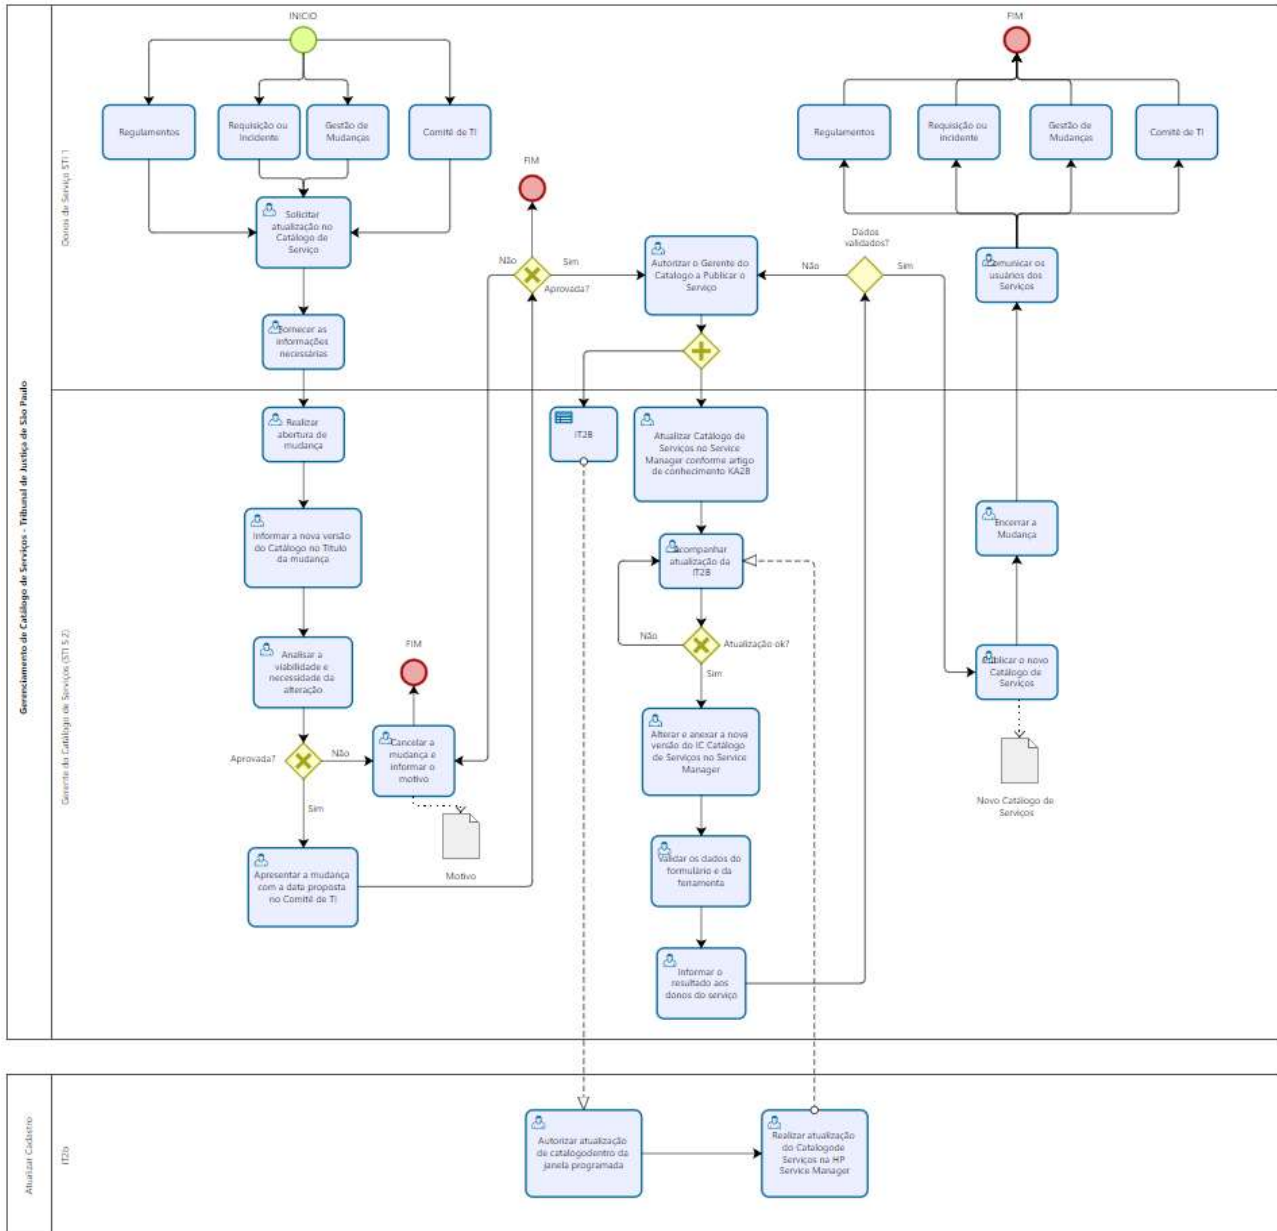 Gerenciamento de Catálogo de Serviços - Tribunal de Justiça de São Paulo
Donos de Serviço STI 1
INICIO
Regulamentos
Requisição ou
Incidente
Gestão de
Mudanças
Comitê de TI
Solicitar
atualização no
Catálogo de
Serviço
Fornecer as
informações
necessárias
FIM
Não
Sim
Aprovada?
Autorizar o Gerente do
Catalogo a Publicar o
Serviço
Dados
validados?
Não
Sim
FIM
Regulamentos
Requisição ou
incidente
Gestão de
Mudanças
Comitê de TI
Comunicar os
usuários dos
Serviços
Gerente do Catálogo de Serviços (STI 5.2)
Realizar
abertura de
mudança
Informar a nova versão
do Catálogo no Título
da mudança
Analisar a
viabilidade e
necessidade da
alteração
Aprovada?
Não
Sim
FIM
Cancelar a
mudança e
informar o
motivo
Motivo
Apresentar a mudança
com a data proposta
no Comitê de TI
IT2B
Atualizar Catálogo de
Serviços no Service
Manager conforme artigo
de conhecimento KA2B
Acompanhar
atualização da
IT2B
Não
Atualização ok?
Sim
Alterar e anexar a nova
versão do IC Catálogo
de Serviços no Service
Manager
Validar os dados do
formulário e da
ferramenta
Informar o
resultado aos
donos do serviço
Encerrar a
Mudança
Publicar o novo
Catálogo de
Serviços
Novo Catálogo de
Serviços
Atualizar Cadastro
IT2b
Autorizar atualização
de catalogodentro da
janela programada
Realizar atualização
do Catalogode
Serviços na HP
Service Manager